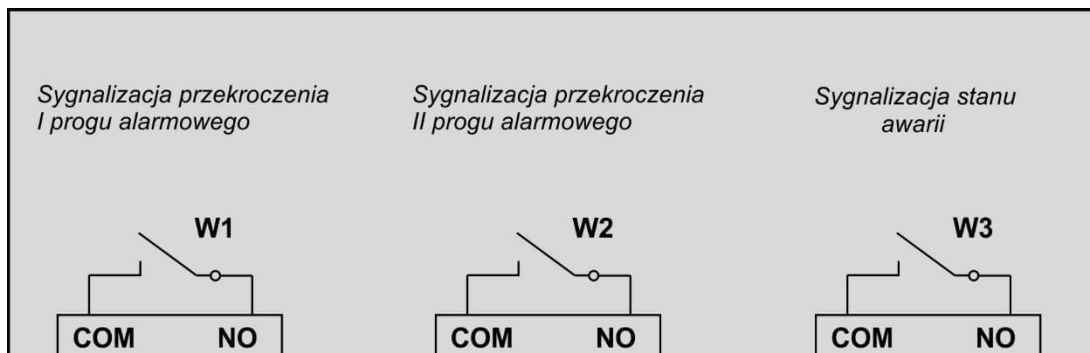 Sygnalizacja przekroczenia
I progu alarmowego
Sygnalizacja przekroczenia
II progu alarmowego
Sygnalizacja stanu
awarii
W1
W2
W3
COM NO
COM NO
COM NO